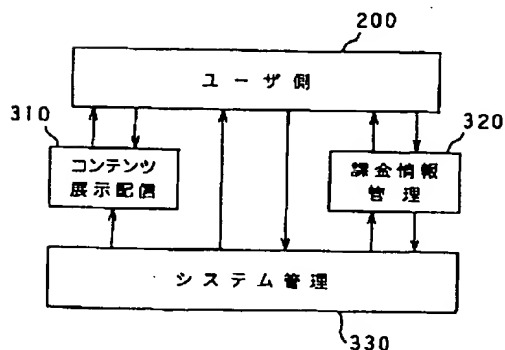 200
ユーザ側
310
320
コンテンツ
展示配信
課金情報
管理
システム管理
330